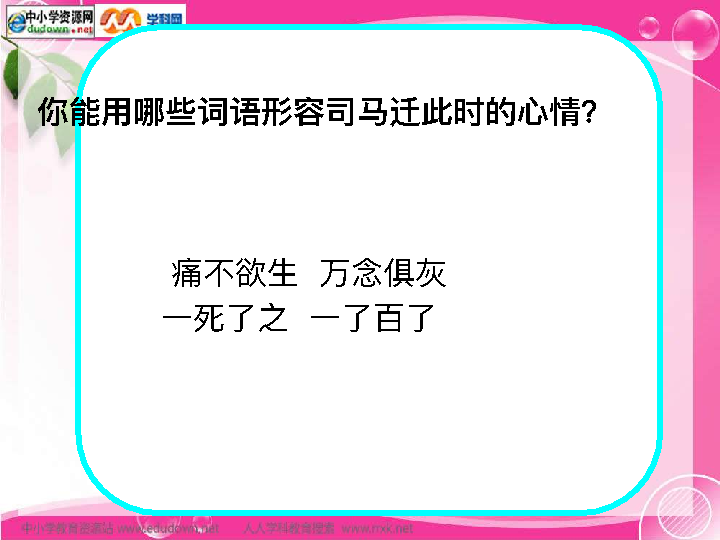 中小学资源网 学科网
edudown.net
你能用哪些词语形容司马迁此时的心情?
痛不欲生 万念俱灰
一死了之 一了百了
中小学教育资源站 www.edudown.net 人人学科教育搜索 www.rrxk.net